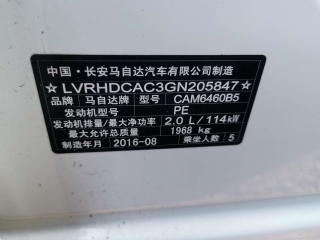 中国·长安马自达汽车有限公司制造
☆LVRHDCAC3GN205847☆
品牌 马自达牌 型号 CAM6460B5
发动机型号 PE
发动机排量/最大净功率 2.0 L/114kW
最大允许总质量 1968 kg
制造年月 2016-08 乘坐人数 5